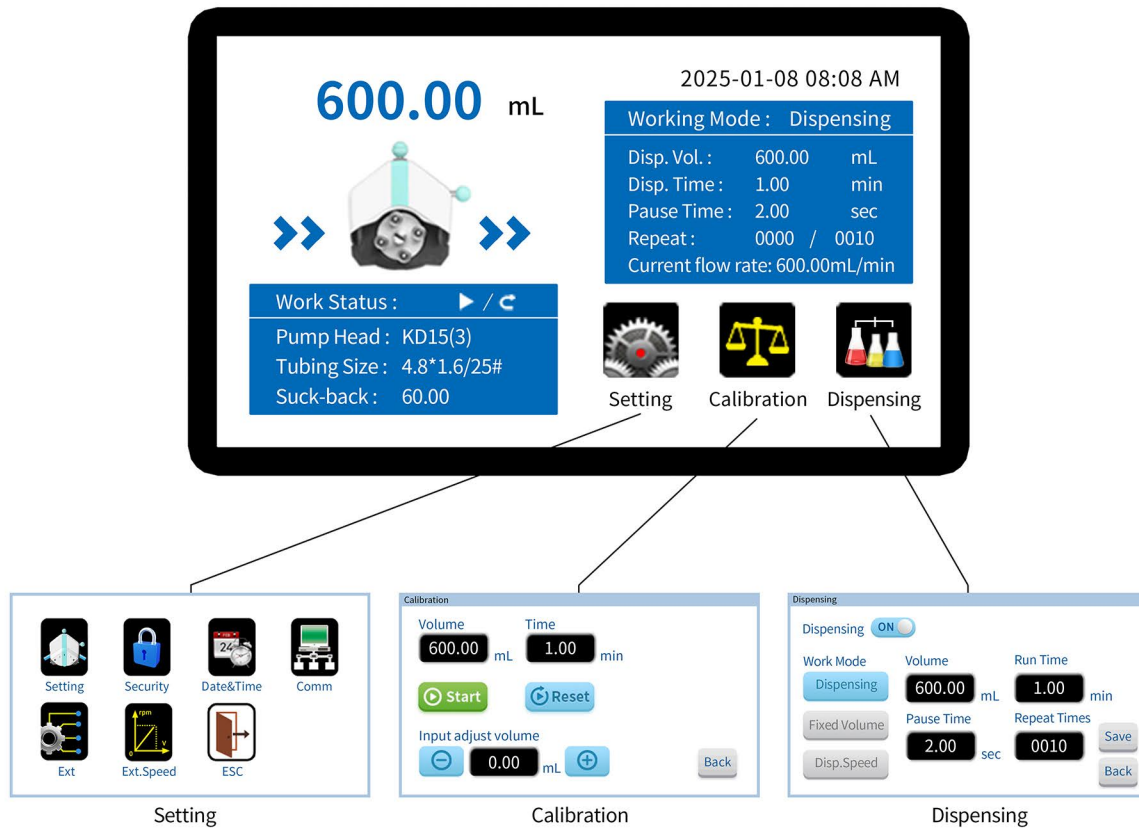 600.00 mL
2025-01-08 08:08 AM
Working Mode : Dispensing
Disp. Vol. : 600.00 mL
Disp. Time : 1.00 min
Pause Time : 2.00 sec
Repeat : 0000 / 0010
Current flow rate: 600.00mL/min
Work Status : /
Pump Head : KD15(3)
Tubing Size : 4.8*1.6/25#
Suck-back : 60.00
Setting Calibration Dispensing
Setting Security Date&Time Comm
24
Ext Ext.Speed ESC
rpm
0 V
Setting
Calibration
Volume Time
600.00 mL 1.00 min
Start Reset
Input adjust volume
0.00 mL
Back
Calibration
Dispensing
Dispensing ON
Work Mode Volume Run Time
Dispensing 600.00 mL 1.00 min
Fixed Volume Pause Time Repeat Times
Disp.Speed 2.00 sec 0010
Save
Back
Dispensing